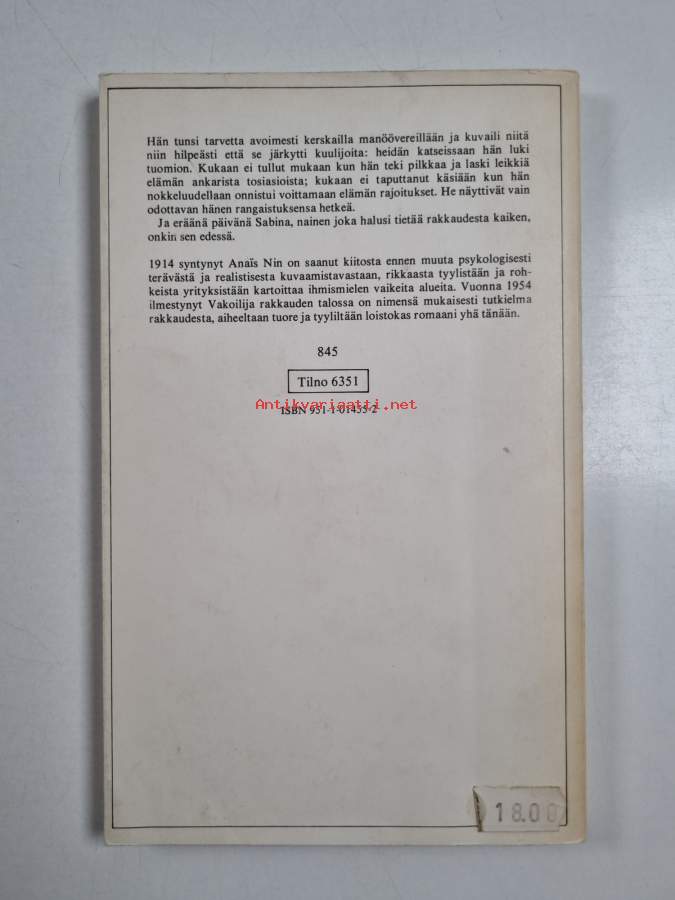 Hän tunsi tarvetta avoimesti kerskailla manöövereillään ja kuvaili niitä
niin hilpeästi että se järkytti kuulijoita: heidän katseissaan hän luki
tuomion. Kukaan ei tullut mukaan kun hän teki pilkkaa ja laski leikkiä
elämän ankarista tosiasioista; kukaan ei taputtanut käsiään kun hän
nokkeluudellaan onnistui voittamaan elämän rajoitukset. He näyttivät vain
odottavan hänen rangaistuksensa hetkeä.
Ja eräänä päivänä Sabina, nainen joka halusi tietää rakkaudesta kaiken,
onkin sen edessä.
1914 syntynyt Anaïs Nin on saanut kiitosta ennen muuta psykologisesti
terävästä ja realistisesta kuvaamistavastaan, rikkaasta tyylistään ja roh-
keista yrityksistään kartoittaa ihmismielen vaikeita alueita. Vuonna 1954
ilmestynyt Vakoilija rakkauden talossa on nimensä mukaisesti tutkielma
rakkaudesta, aiheeltaan tuore ja tyyliltään loistokas romaani yhä tänään.
845
Tilno 6351
Antikvariaatti.net
ISBN 951-1-01455-2
18.00